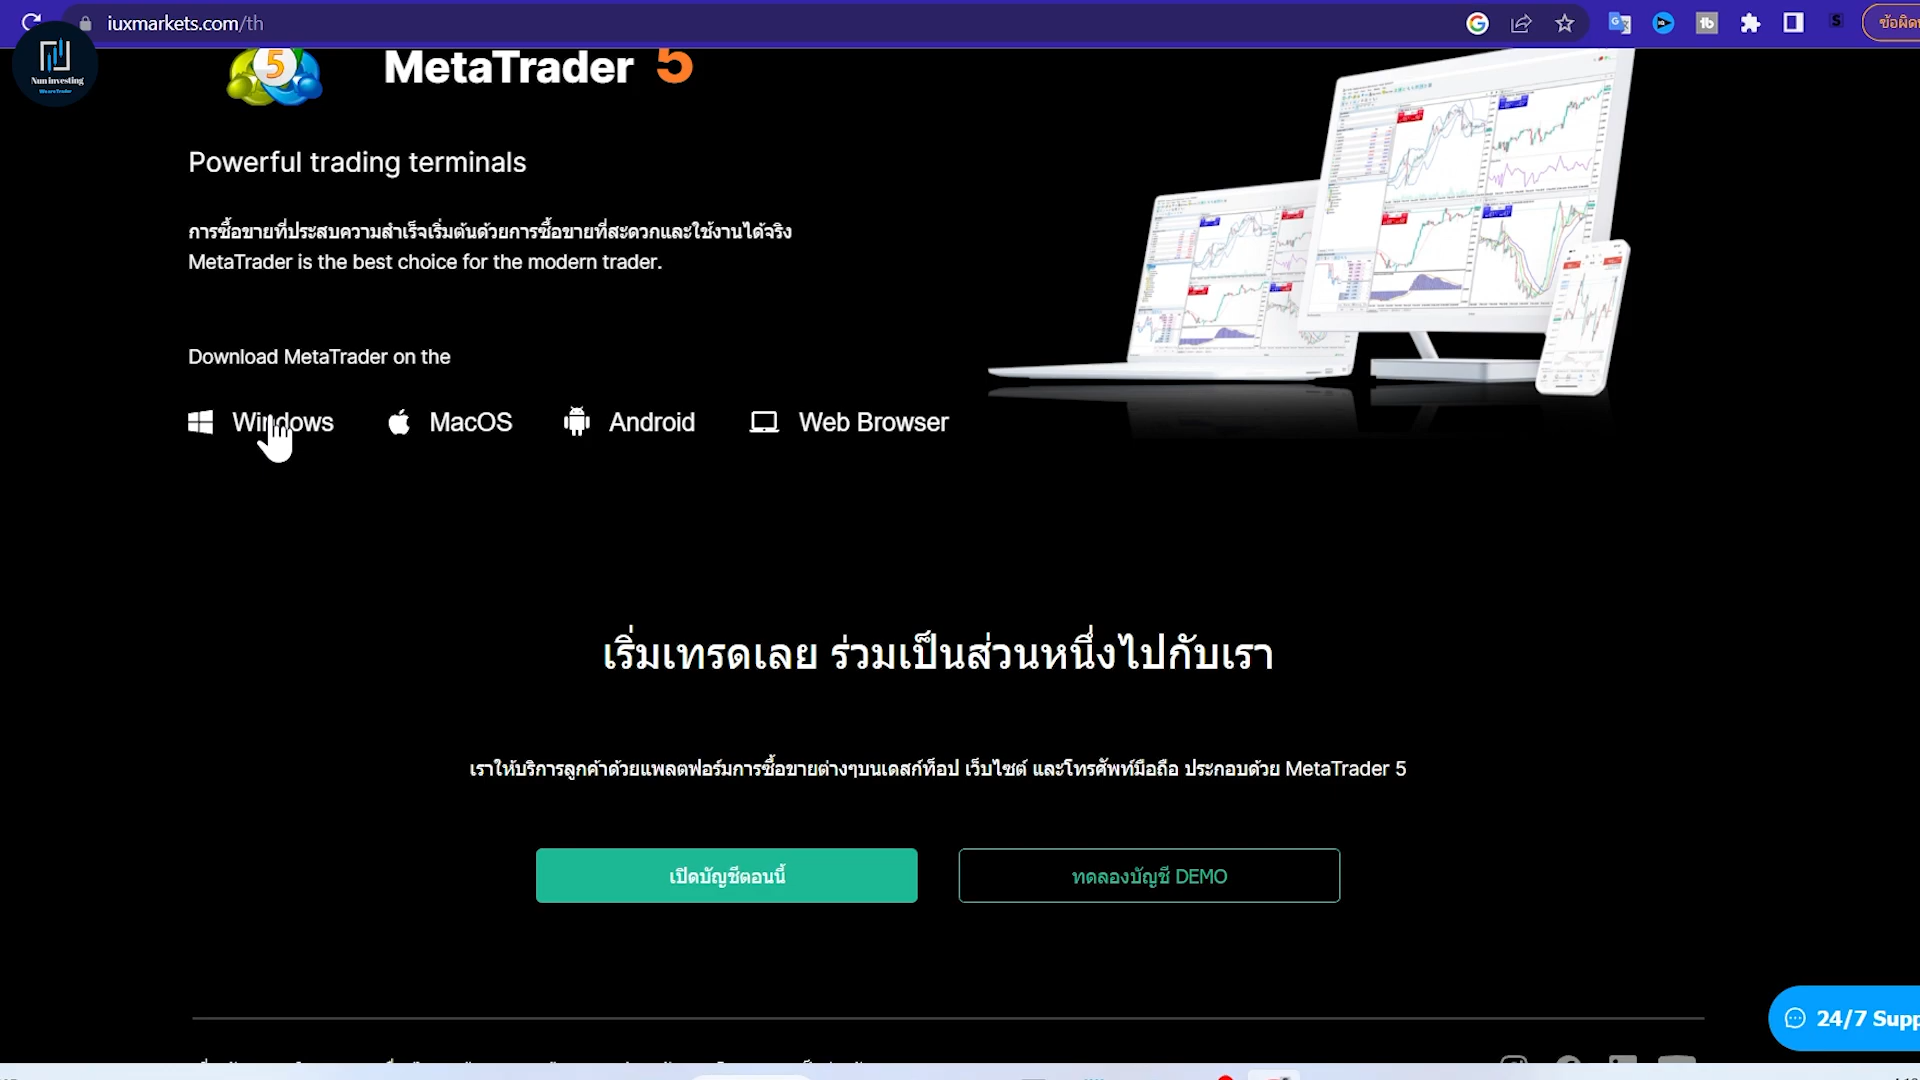 iuxmarkets.com/th
Nun investing
We are Trader
MetaTrader 5
Powerful trading terminals
การซื้อขายที่ประสบความสำเร็จเริ่มต้นด้วยการซื้อขายที่สะดวกและใช้งานได้จริง
MetaTrader is the best choice for the modern trader.
Download MetaTrader on the
Windows MacOS Android Web Browser
เริ่มเทรดเลย ร่วมเป็นส่วนหนึ่งไปกับเรา
เราให้บริการลูกค้าด้วยแพลตฟอร์มการซื้อขายต่างๆบนเดสก์ท็อป เว็บไซต์ และโทรศัพท์มือถือ ประกอบด้วย MetaTrader 5
เปิดบัญชีตอนนี้ ทดลองบัญชี DEMO
24/7 Supp